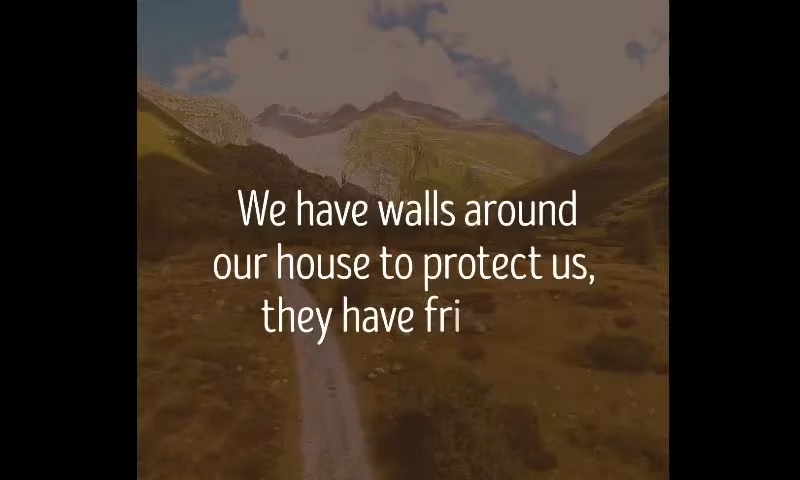 We have walls around
our house to protect us,
they have fri